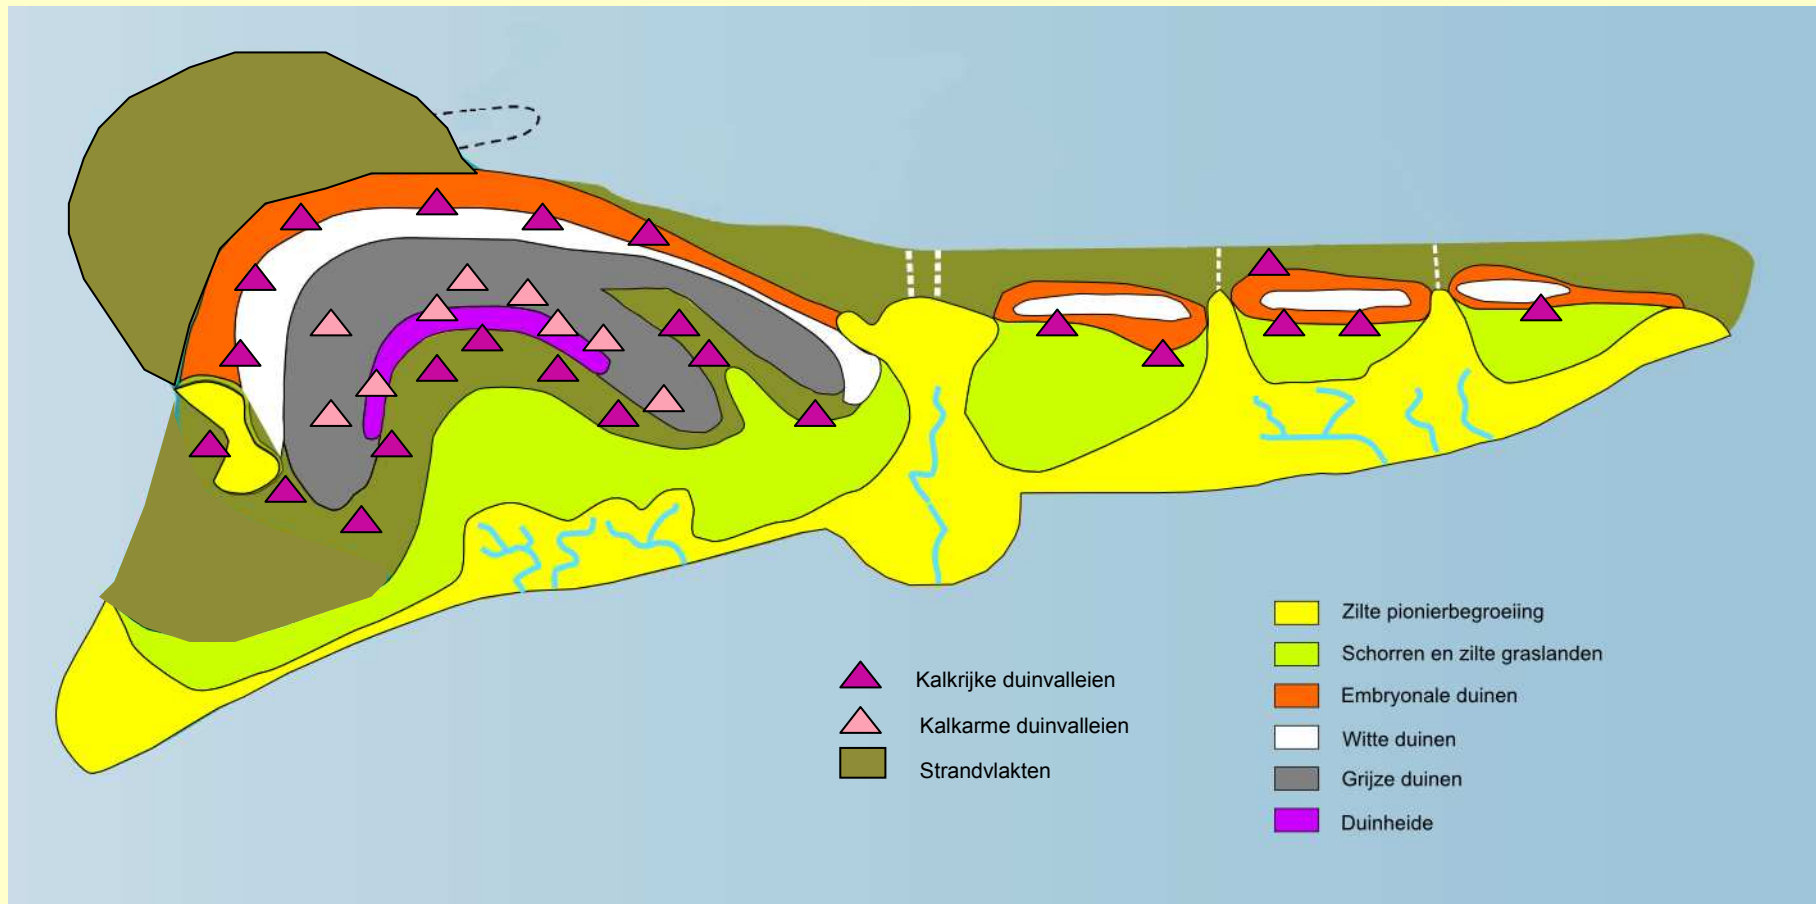 Kalkrijke duinvalleien
Kalkarme duinvalleien
Strandvlakten
Zilte pionierbegroeiing
Schorren en zilte graslanden
Embryonale duinen
Witte duinen
Grijze duinen
Duinheide